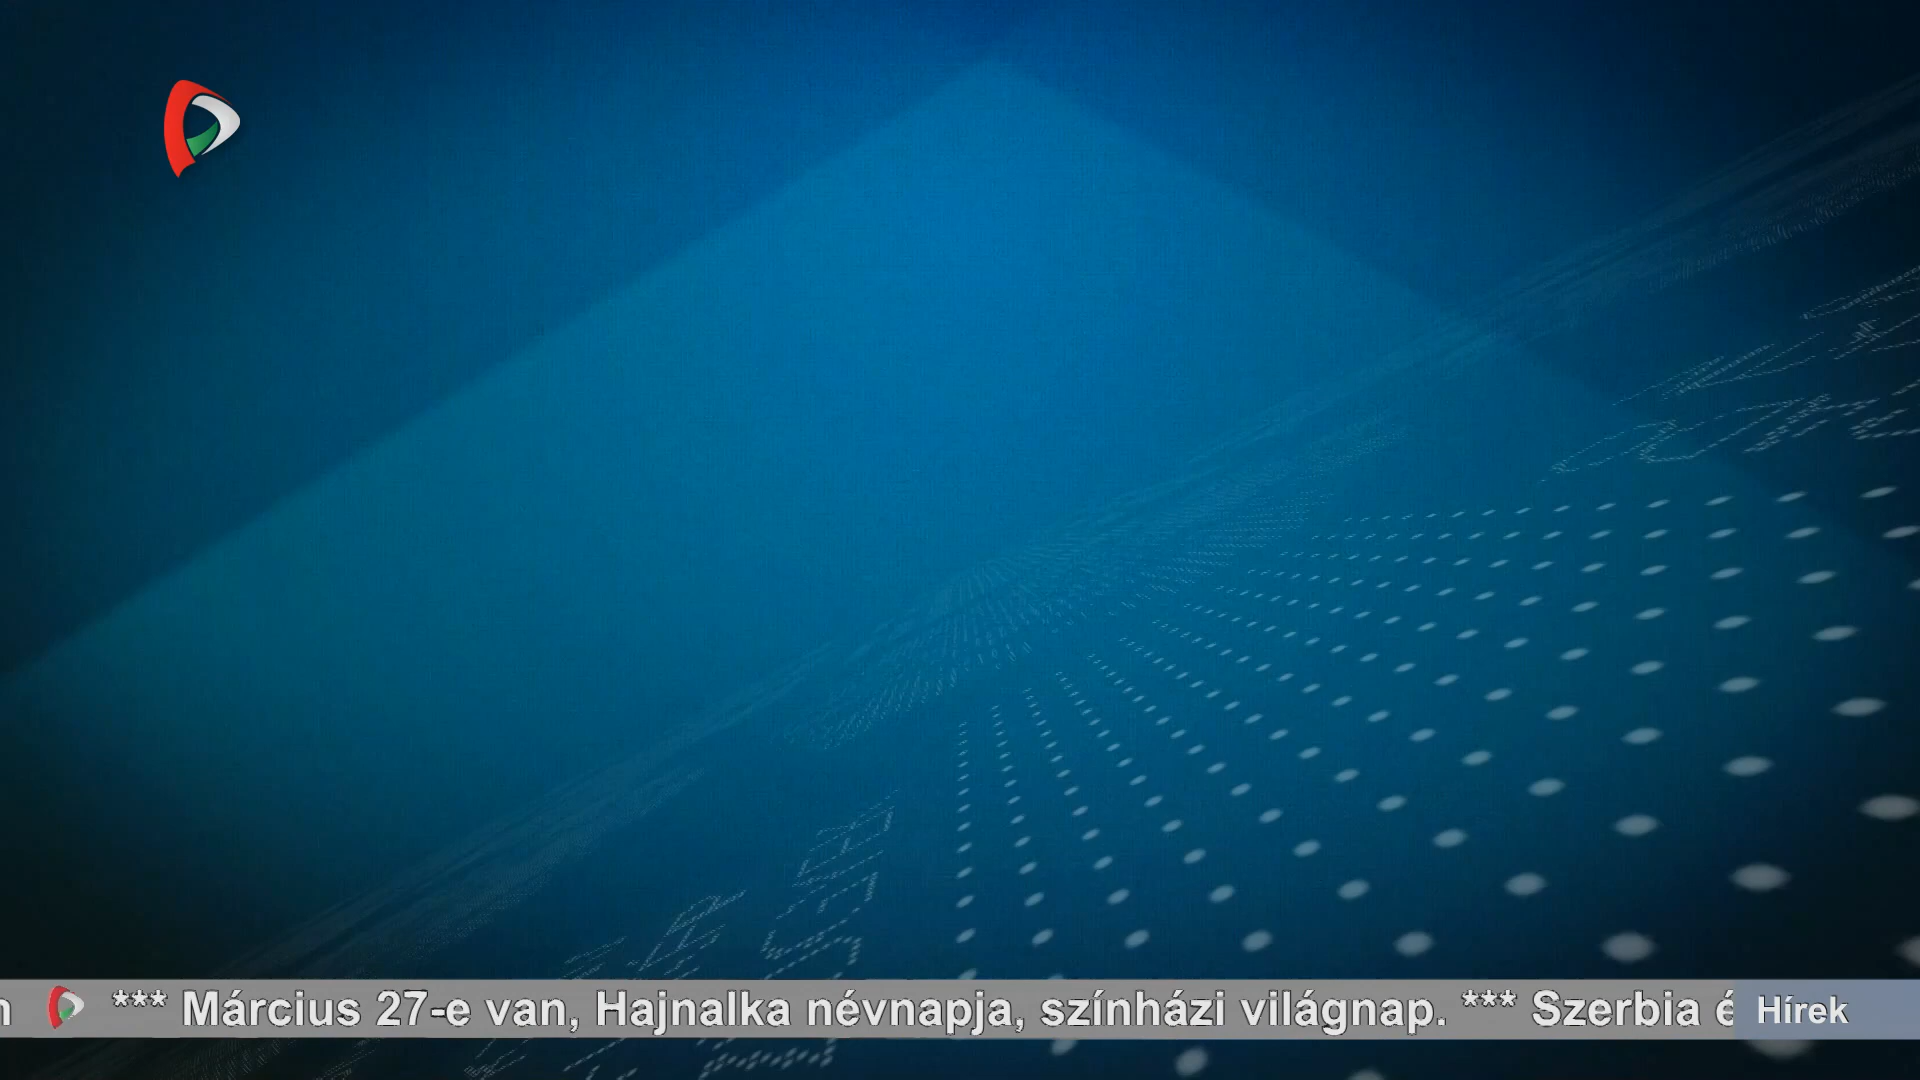 *** Március 27-e van, Hajnalka névnapja, színházi világnap. *** Szerbia é
Hírek